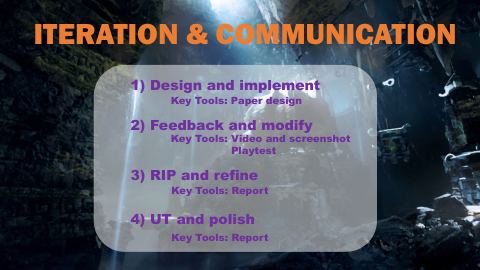 ITERATION & COMMUNICATION
1) Design and implement
Key Tools: Paper design
2) Feedback and modify
Key Tools: Video and screenshot
Playtest
3) RIP and refine
Key Tools: Report
4) UT and polish
Key Tools: Report